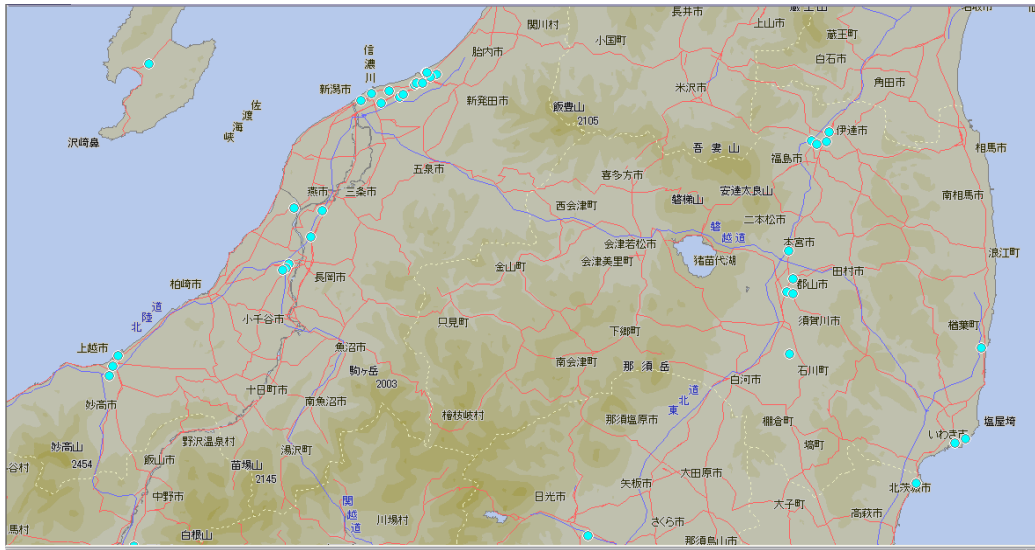 関川村
長井市
上山市
蔵王町
小国町
白石市
角田市
胎内市
信濃川
新潟市
新発田市
飯豊山
2105
米沢市
伊達市
佐渡海峡
沢崎鼻
吾妻山
福島市
相馬市
五泉市
喜多方市
安達太良山
南相馬市
燕市
三条市
西会津町
磐梯山
二本松市
磐越道
会津若松市
本宮市
浪江町
猪苗代湖
金山町
会津美里町
田村市
長岡市
柏崎市
郡山市
北陸道
小千谷市
只見町
下郷町
須賀川市
楢葉町
上越市
魚沼市
駒ヶ岳
2003
南会津町
那須岳
白河市
石川町
妙高市
十日町市
南魚沼市
檜枝岐村
那須塩原市
東北道
棚倉町
塩屋埼
妙高山
2454
野沢温泉村
湯沢町
塙町
いわき市
谷村
飯山市
苗場山
2145
大田原市
矢板市
北茨城市
中野市
関越道
日光市
大子町
馬村
白根山
川場村
さくら市
那須烏山市
高萩市